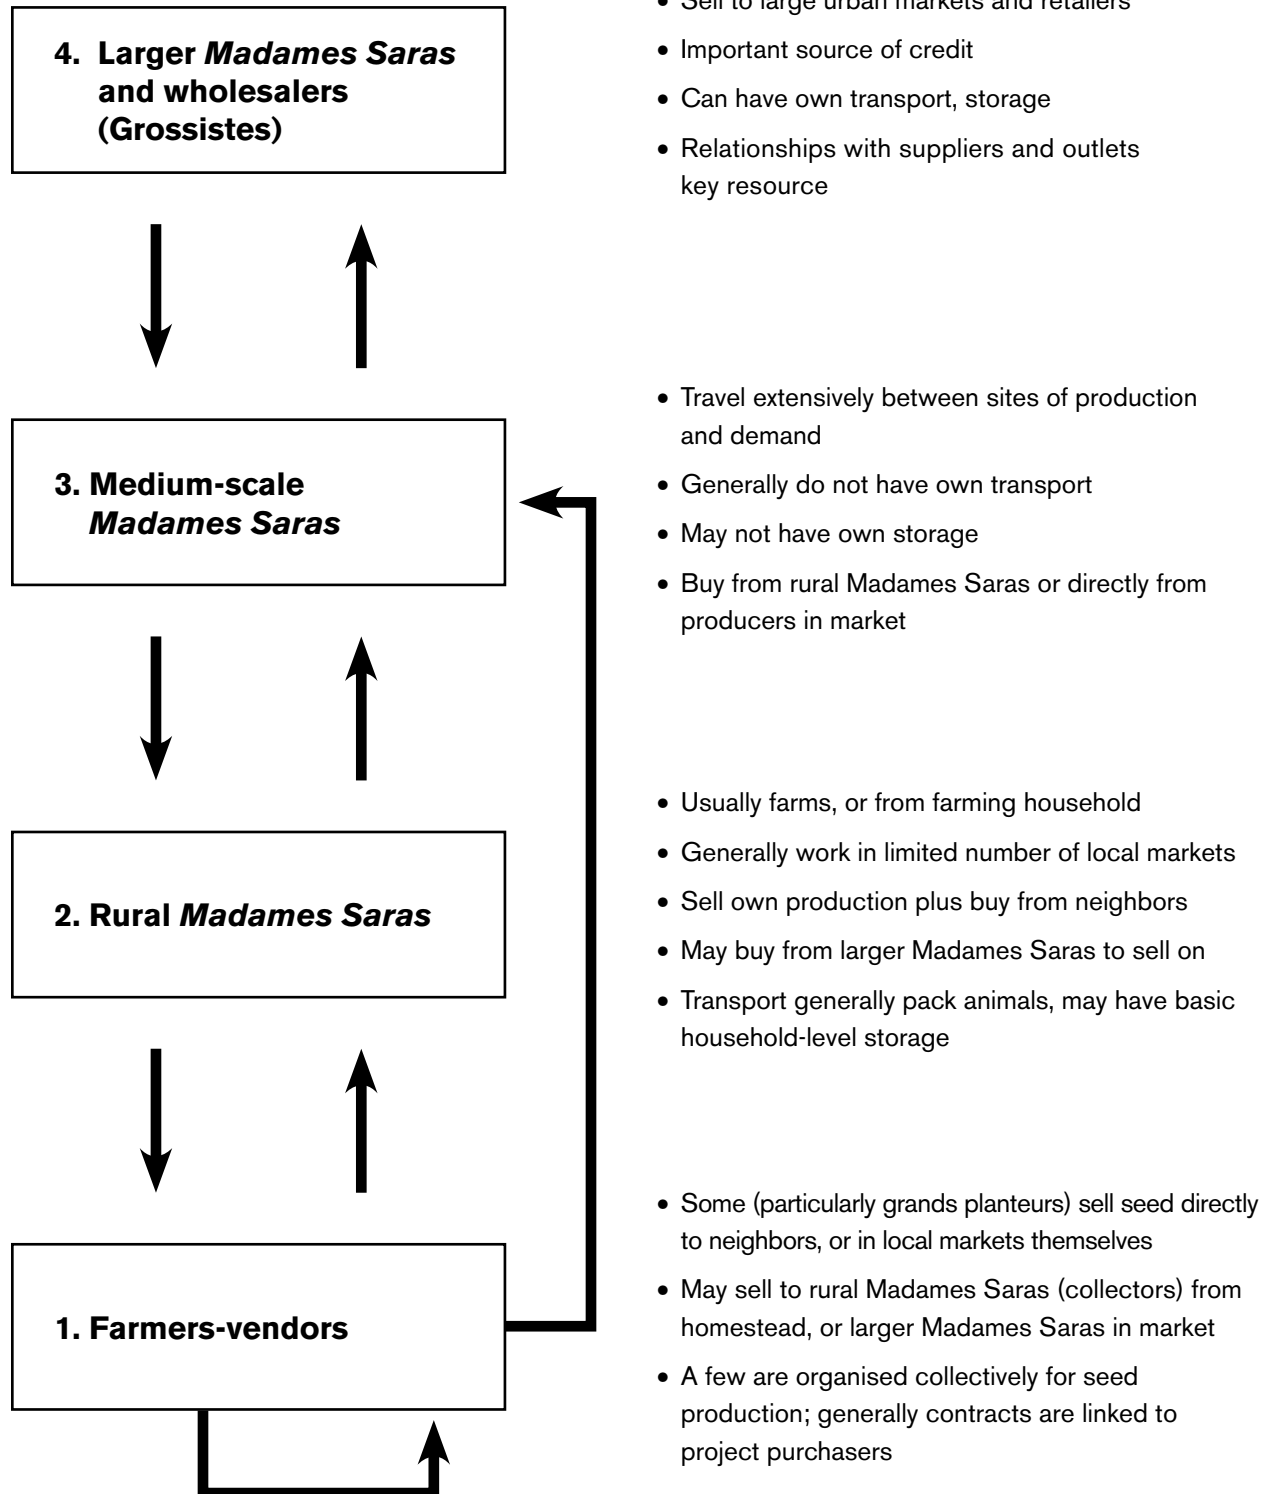 • Sell to large urban markets and retailers
4. Larger Madames Saras
and wholesalers
(Grossistes)
• Important source of credit
• Can have own transport, storage
• Relationships with suppliers and outlets
key resource
3. Medium-scale
Madames Saras
• Travel extensively between sites of production
and demand
• Generally do not have own transport
• May not have own storage
• Buy from rural Madames Saras or directly from
producers in market
2. Rural Madames Saras
• Usually farms, or from farming household
• Generally work in limited number of local markets
• Sell own production plus buy from neighbors
• May buy from larger Madames Saras to sell on
• Transport generally pack animals, may have basic
household-level storage
1. Farmers-vendors
• Some (particularly grands planteurs) sell seed directly
to neighbors, or in local markets themselves
• May sell to rural Madames Saras (collectors) from
homestead, or larger Madames Saras in market
• A few are organised collectively for seed
production; generally contracts are linked to
project purchasers